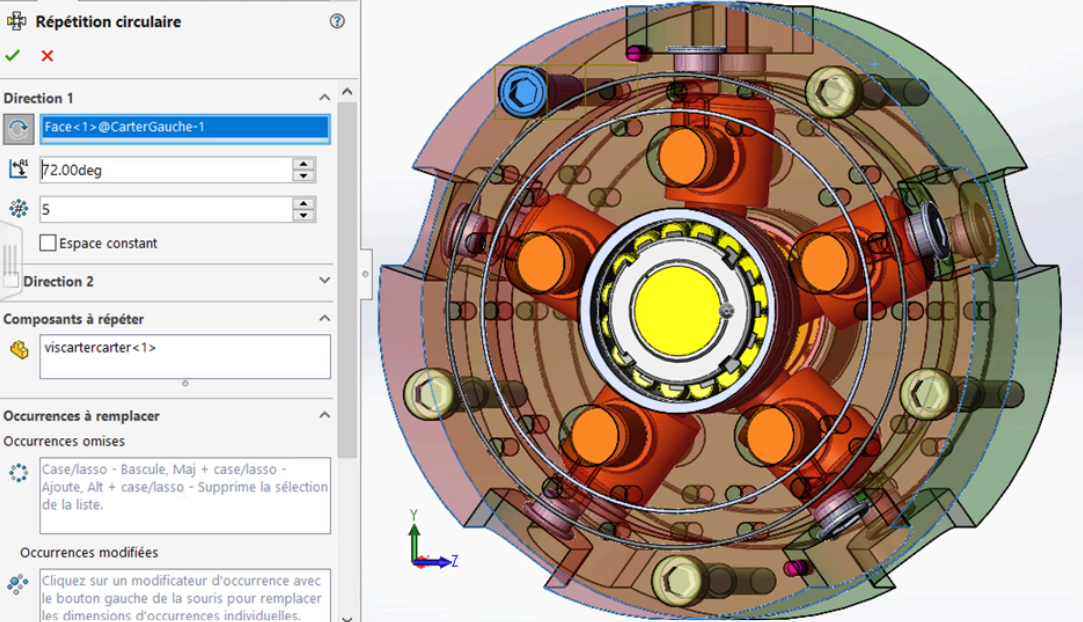 Répétition circulaire
Direction 1
Face<1>@CarterGauche-1
72.00deg
5
Espace constant
Direction 2
Composants à répéter
viscartercarter<1>
Occurrences à remplacer
Occurrences omises
Case/lasso - Bascule, Maj + case/lasso -
Ajoute, Alt + case/lasso - Supprime la sélection
de la liste.
Occurrences modifiées
Cliquez sur un modificateur d'occurrence avec
le bouton gauche de la souris pour remplacer
les dimensions d'occurrences individuelles.
Y
Z